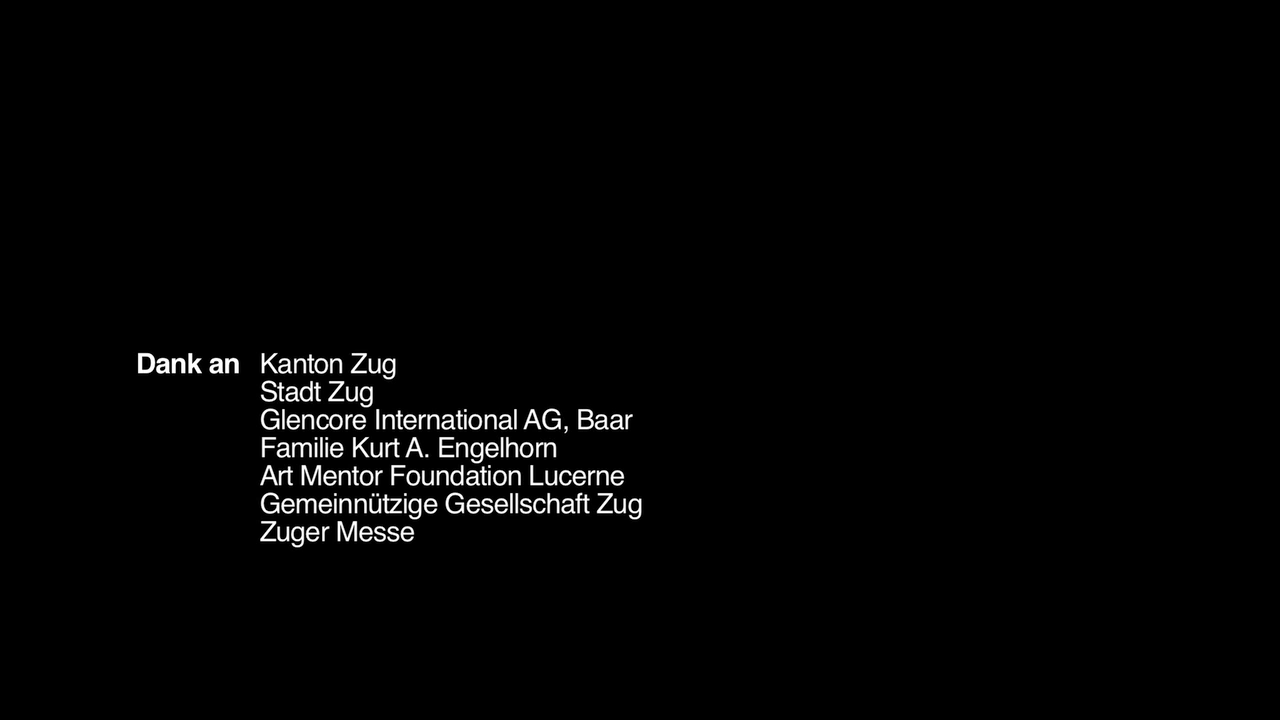 Dank an Kanton Zug
Stadt Zug
Glencore International AG, Baar
Familie Kurt A. Engelhorn
Art Mentor Foundation Lucerne
Gemeinnützige Gesellschaft Zug
Zuger Messe